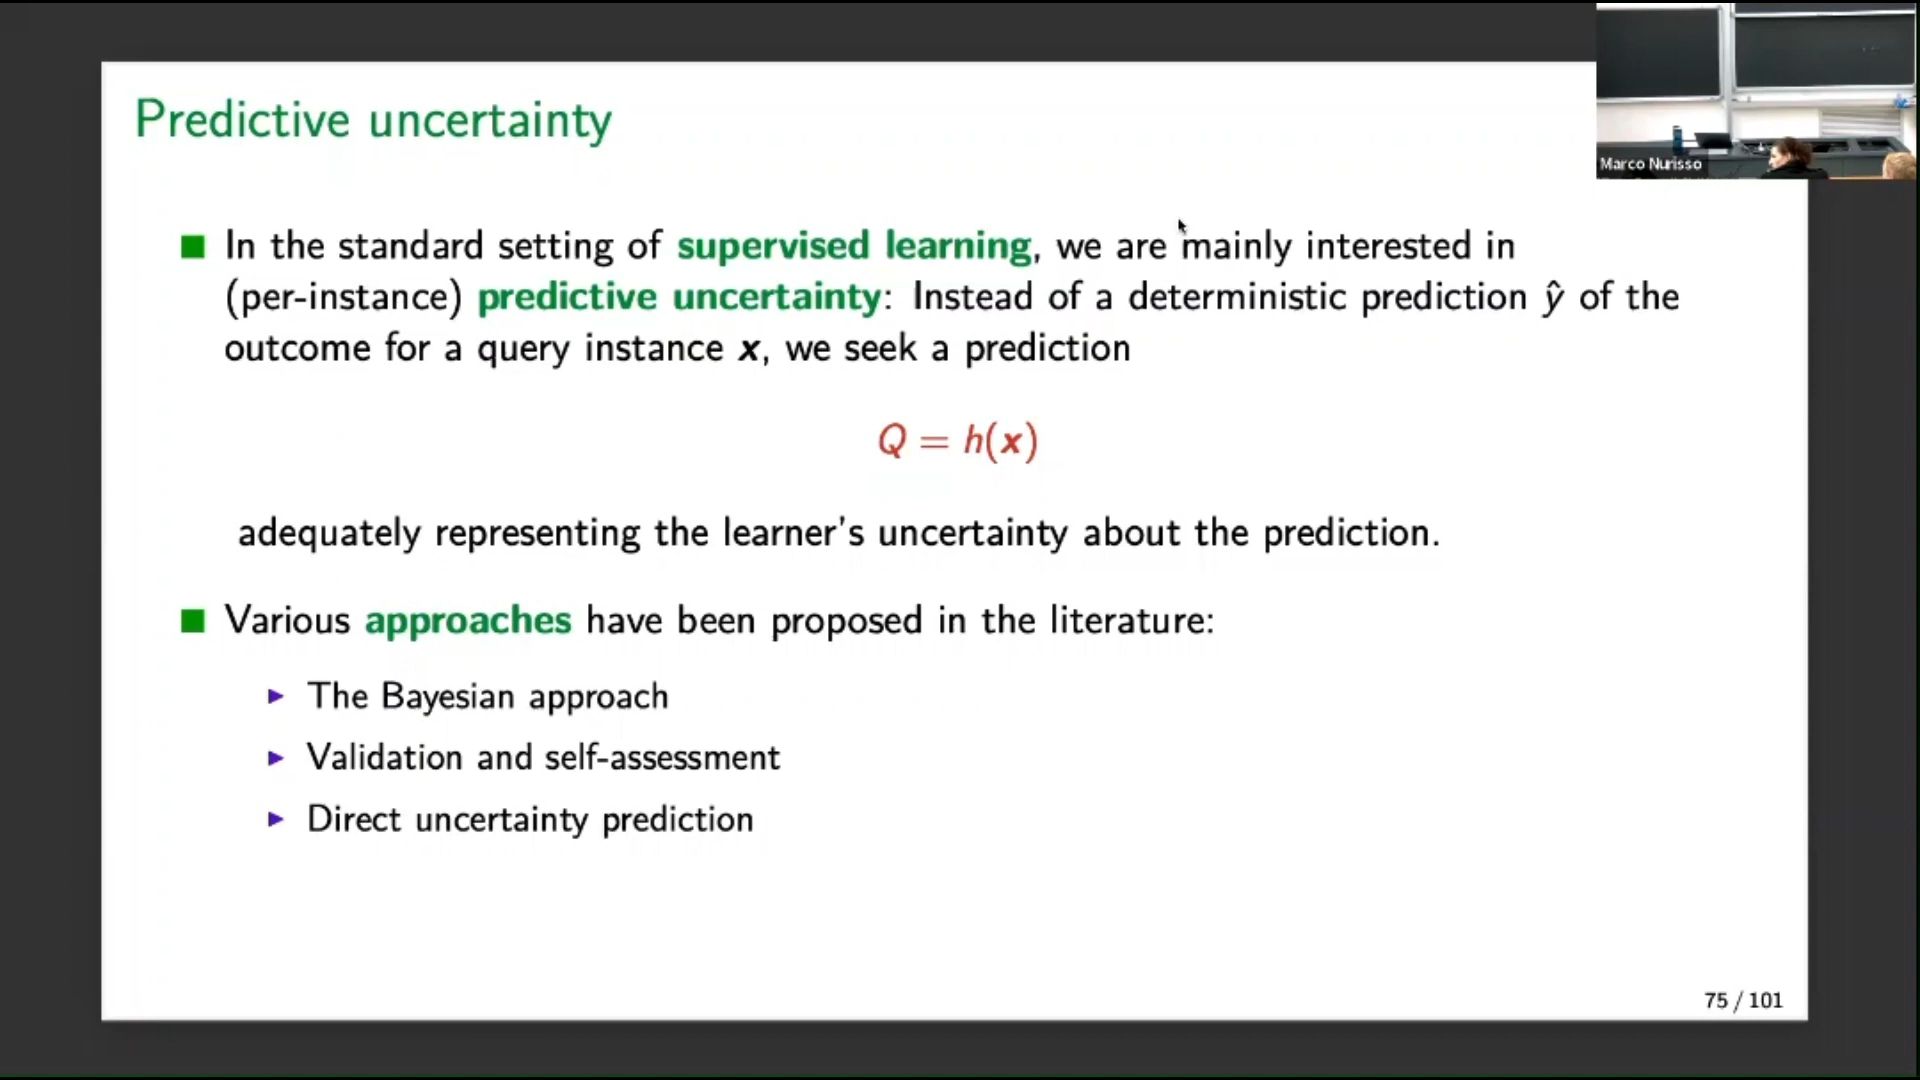 Predictive uncertainty
Marco Nurisso
■ In the standard setting of supervised learning, we are mainly interested in
(per-instance) predictive uncertainty: Instead of a deterministic prediction ŷ of the
outcome for a query instance x, we seek a prediction
Q = h(x)
adequately representing the learner's uncertainty about the prediction.
■ Various approaches have been proposed in the literature:
▶ The Bayesian approach
▶ Validation and self-assessment
▶ Direct uncertainty prediction
75 / 101